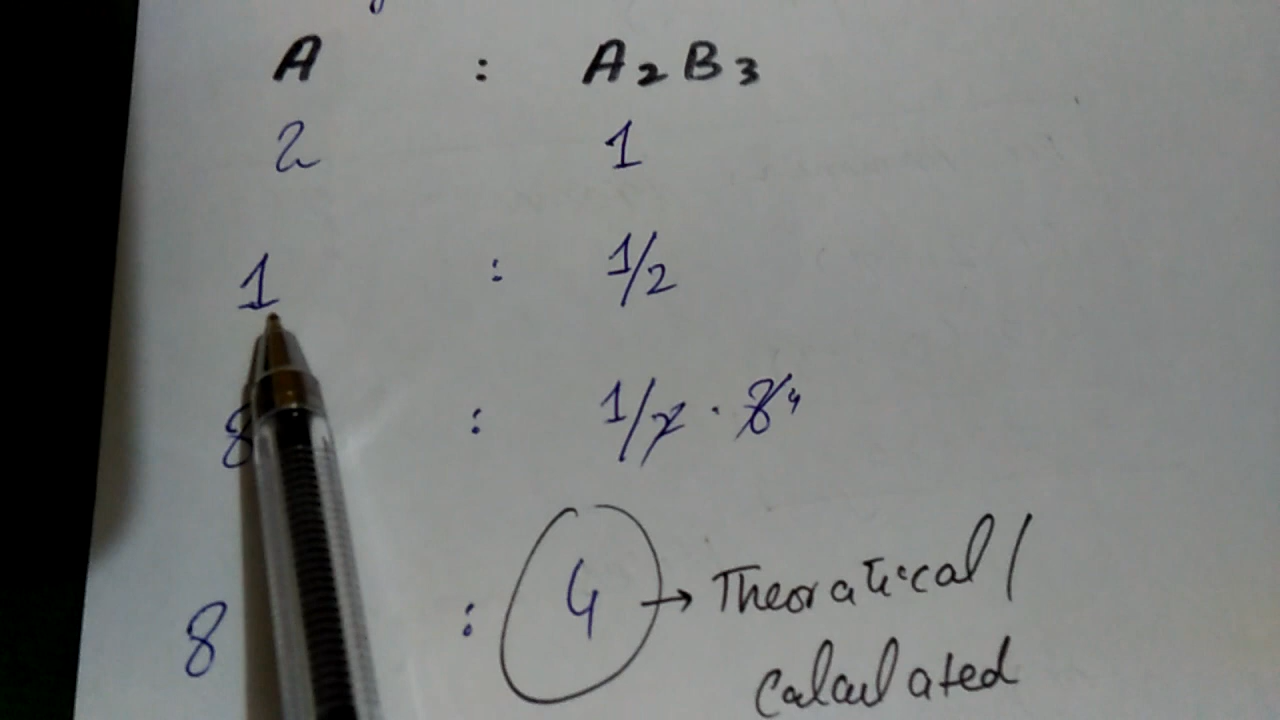 A : A₂B₃
2 1
1 : 1/2
8 : 1/2 · 8 4
8 : 4 → Theoratical /
calculated